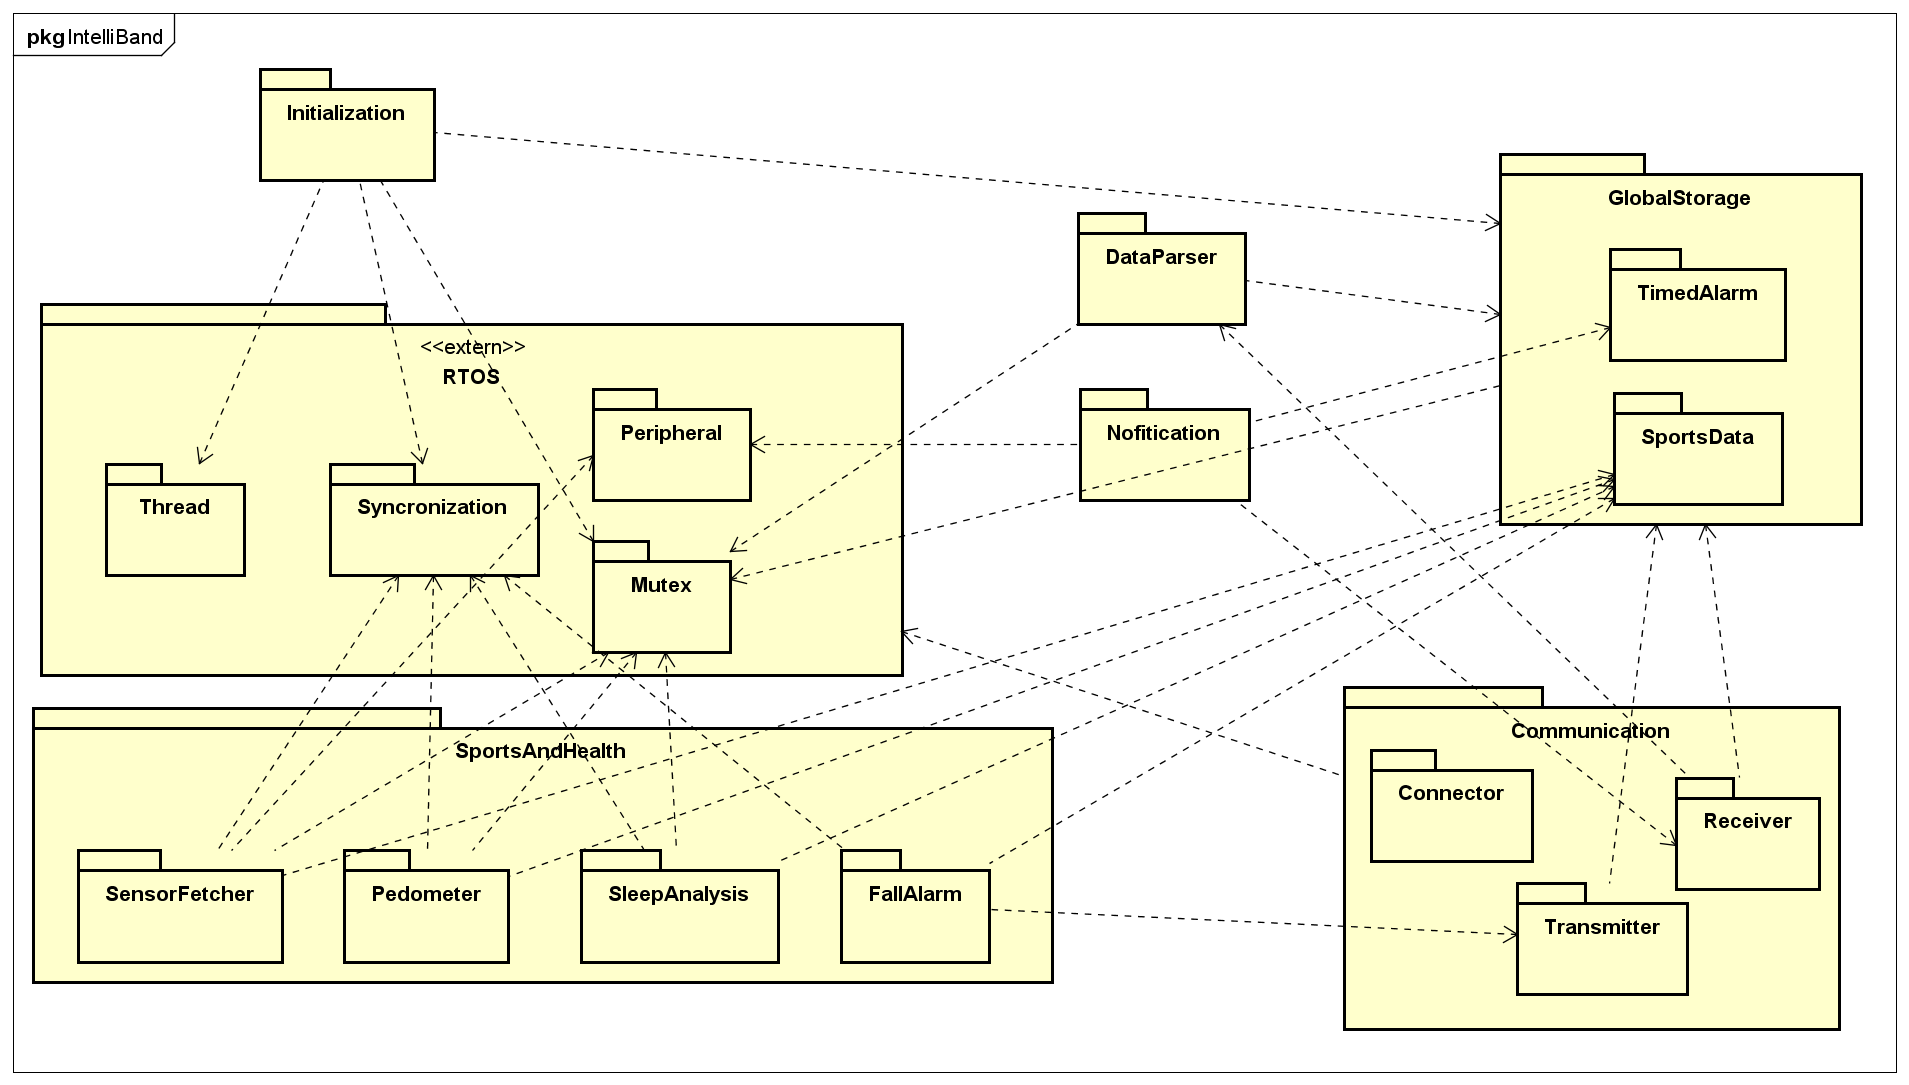 pkg IntelliBand
Initialization
GlobalStorage
DataParser
TimedAlarm
<<extern>>
RTOS
Peripheral
Nofitication
SportsData
Thread
Syncronization
Mutex
SportsAndHealth
Communication
Connector
Receiver
SensorFetcher
Pedometer
SleepAnalysis
FallAlarm
Transmitter